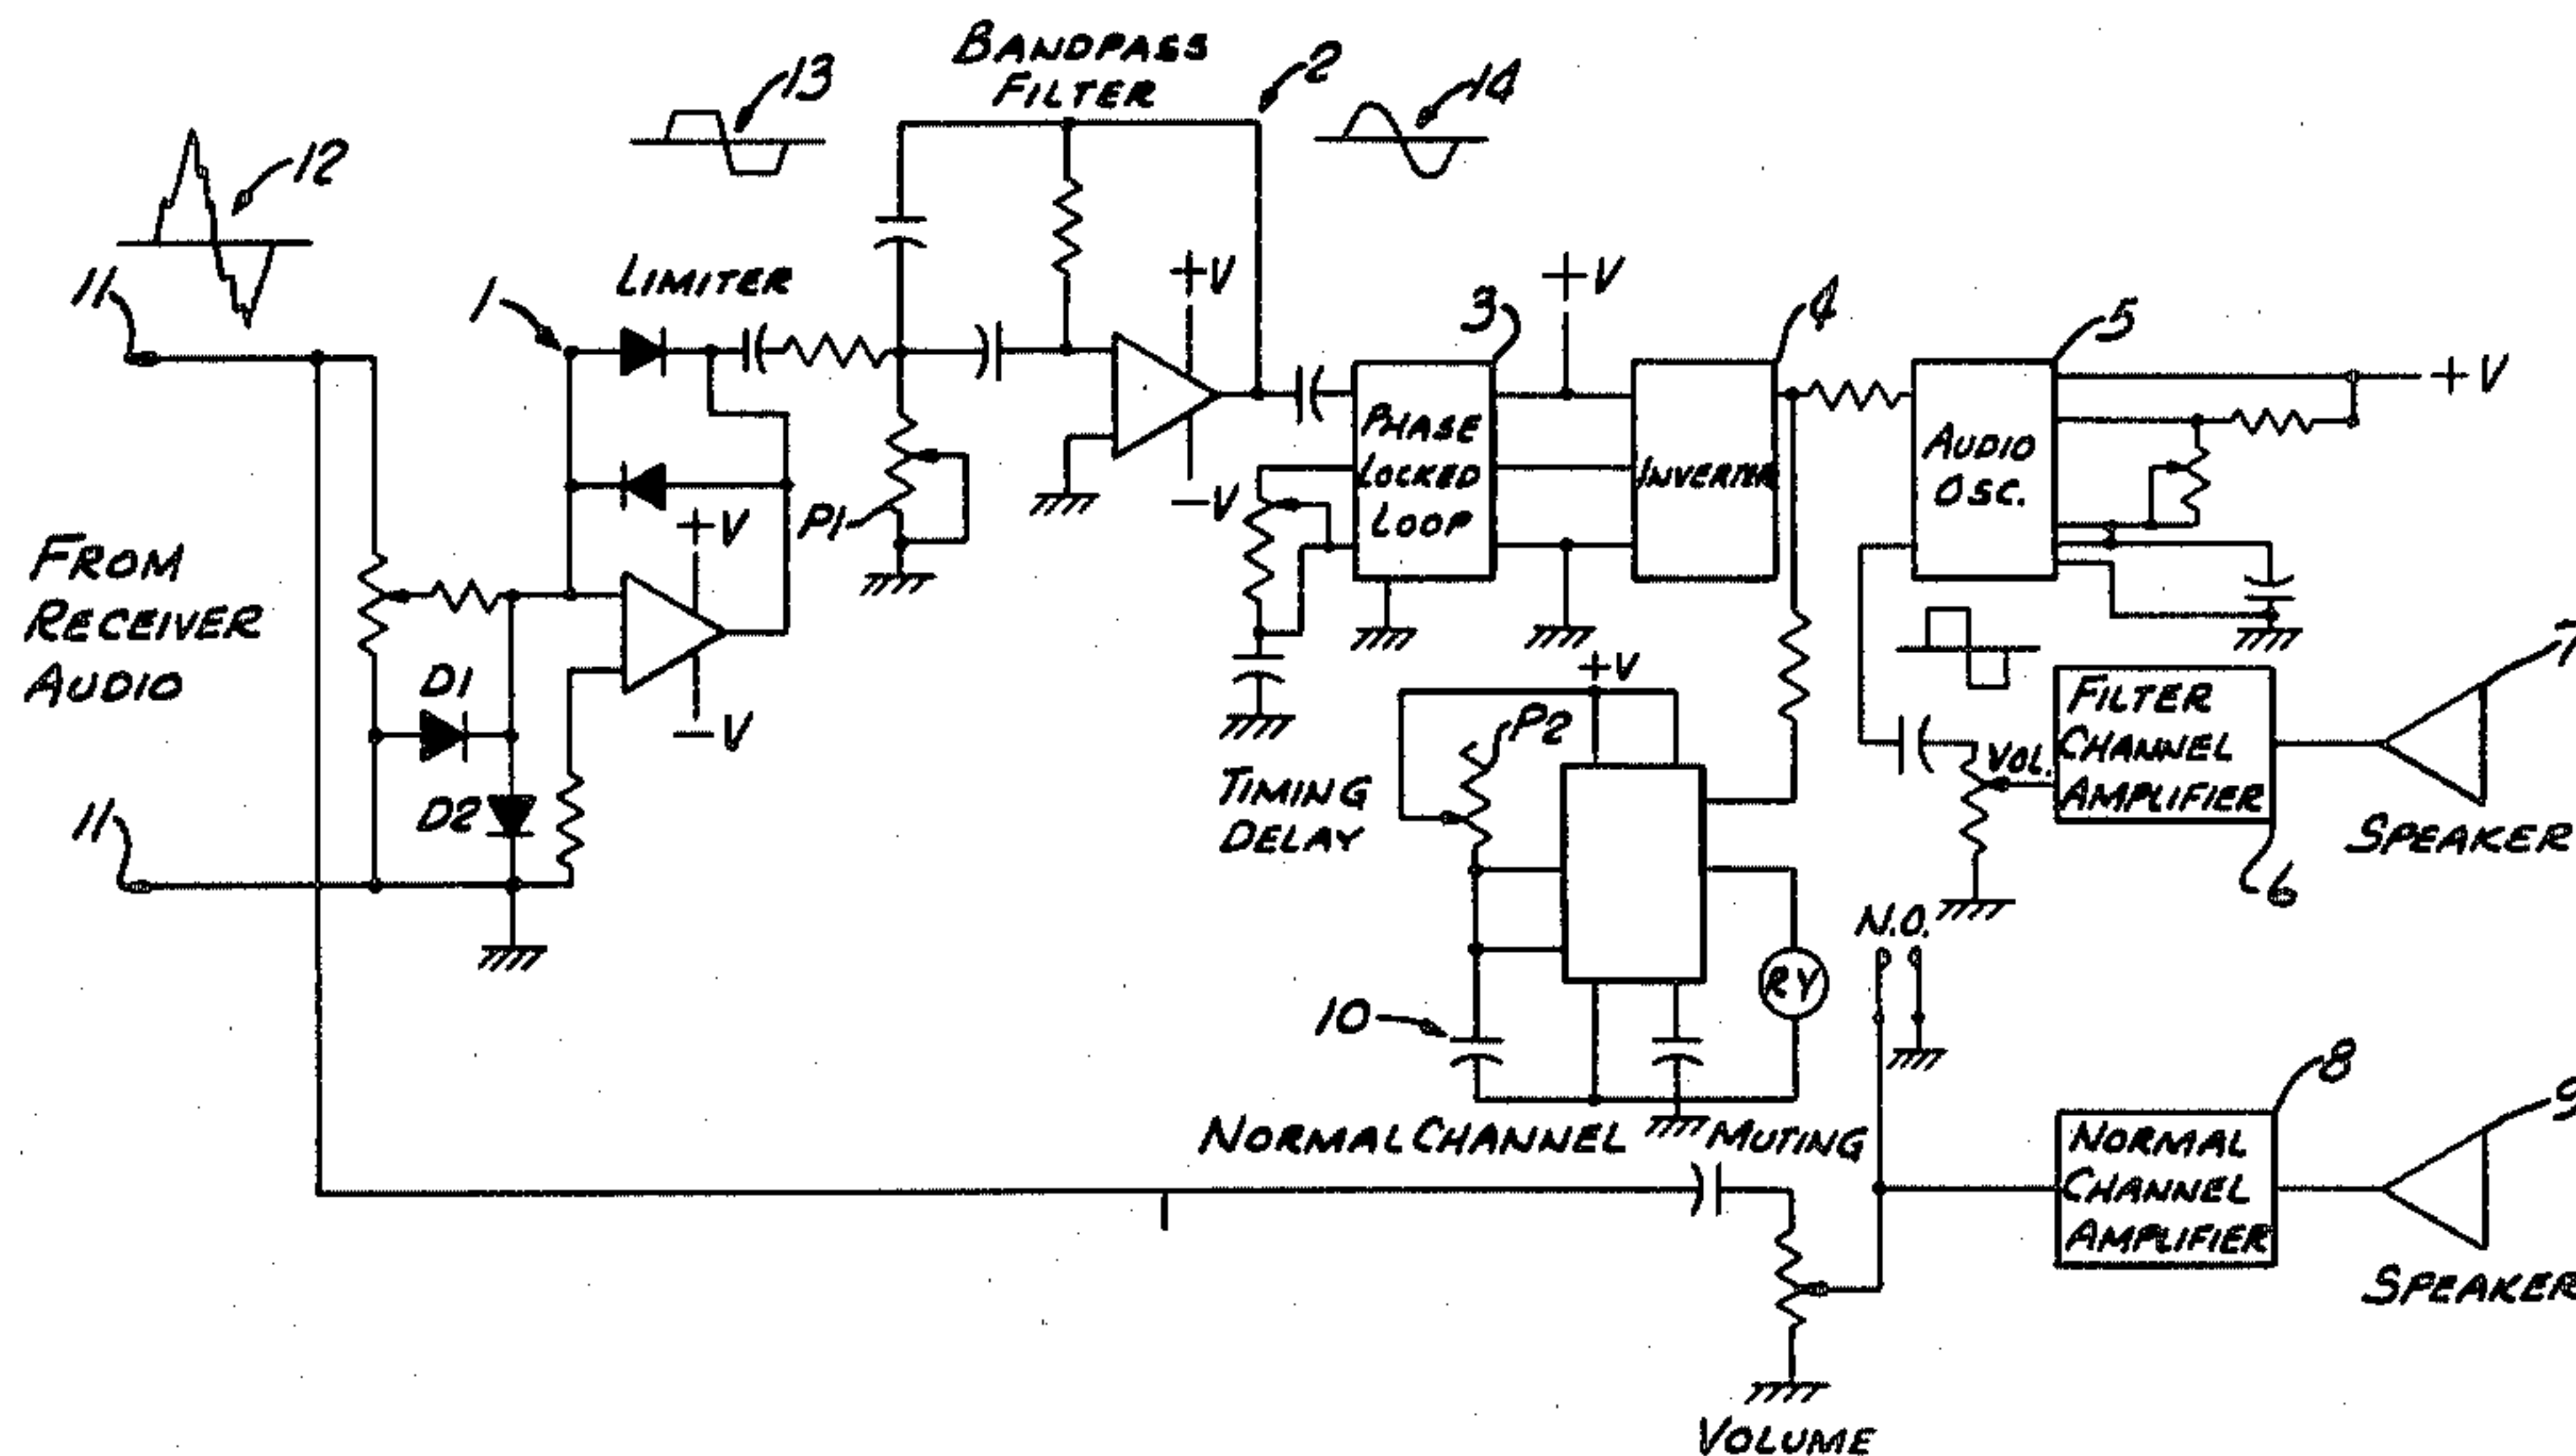 BANDPASS
FILTER
2
13
14
12
11
1
LIMITER
+V
+V
3
4
5
+V
PHASE
LOCKED
LOOP
INVERTER
AUDIO
OSC.
-V
P1
+V
FROM
RECEIVER
AUDIO
D1
-V
D2
11
+V
P2
TIMING
DELAY
VOL.
FILTER
CHANNEL
AMPLIFIER
7
SPEAKER
6
N.O.
RY
10
NORMAL CHANNEL MUTING
8
NORMAL
CHANNEL
AMPLIFIER
9
SPEAKER
VOLUME